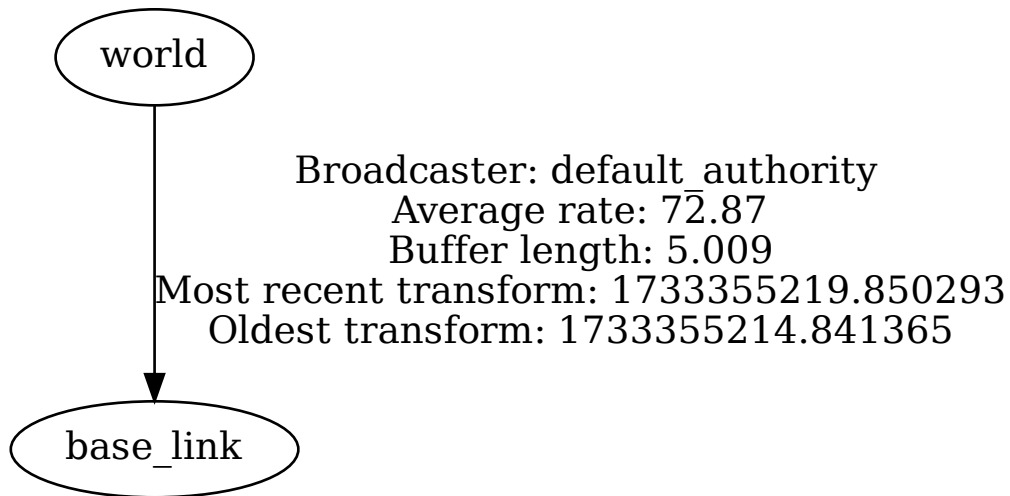 world
Broadcaster: default_authority
Average rate: 72.87
Buffer length: 5.009
Most recent transform: 1733355219.850293
Oldest transform: 1733355214.841365
base_link